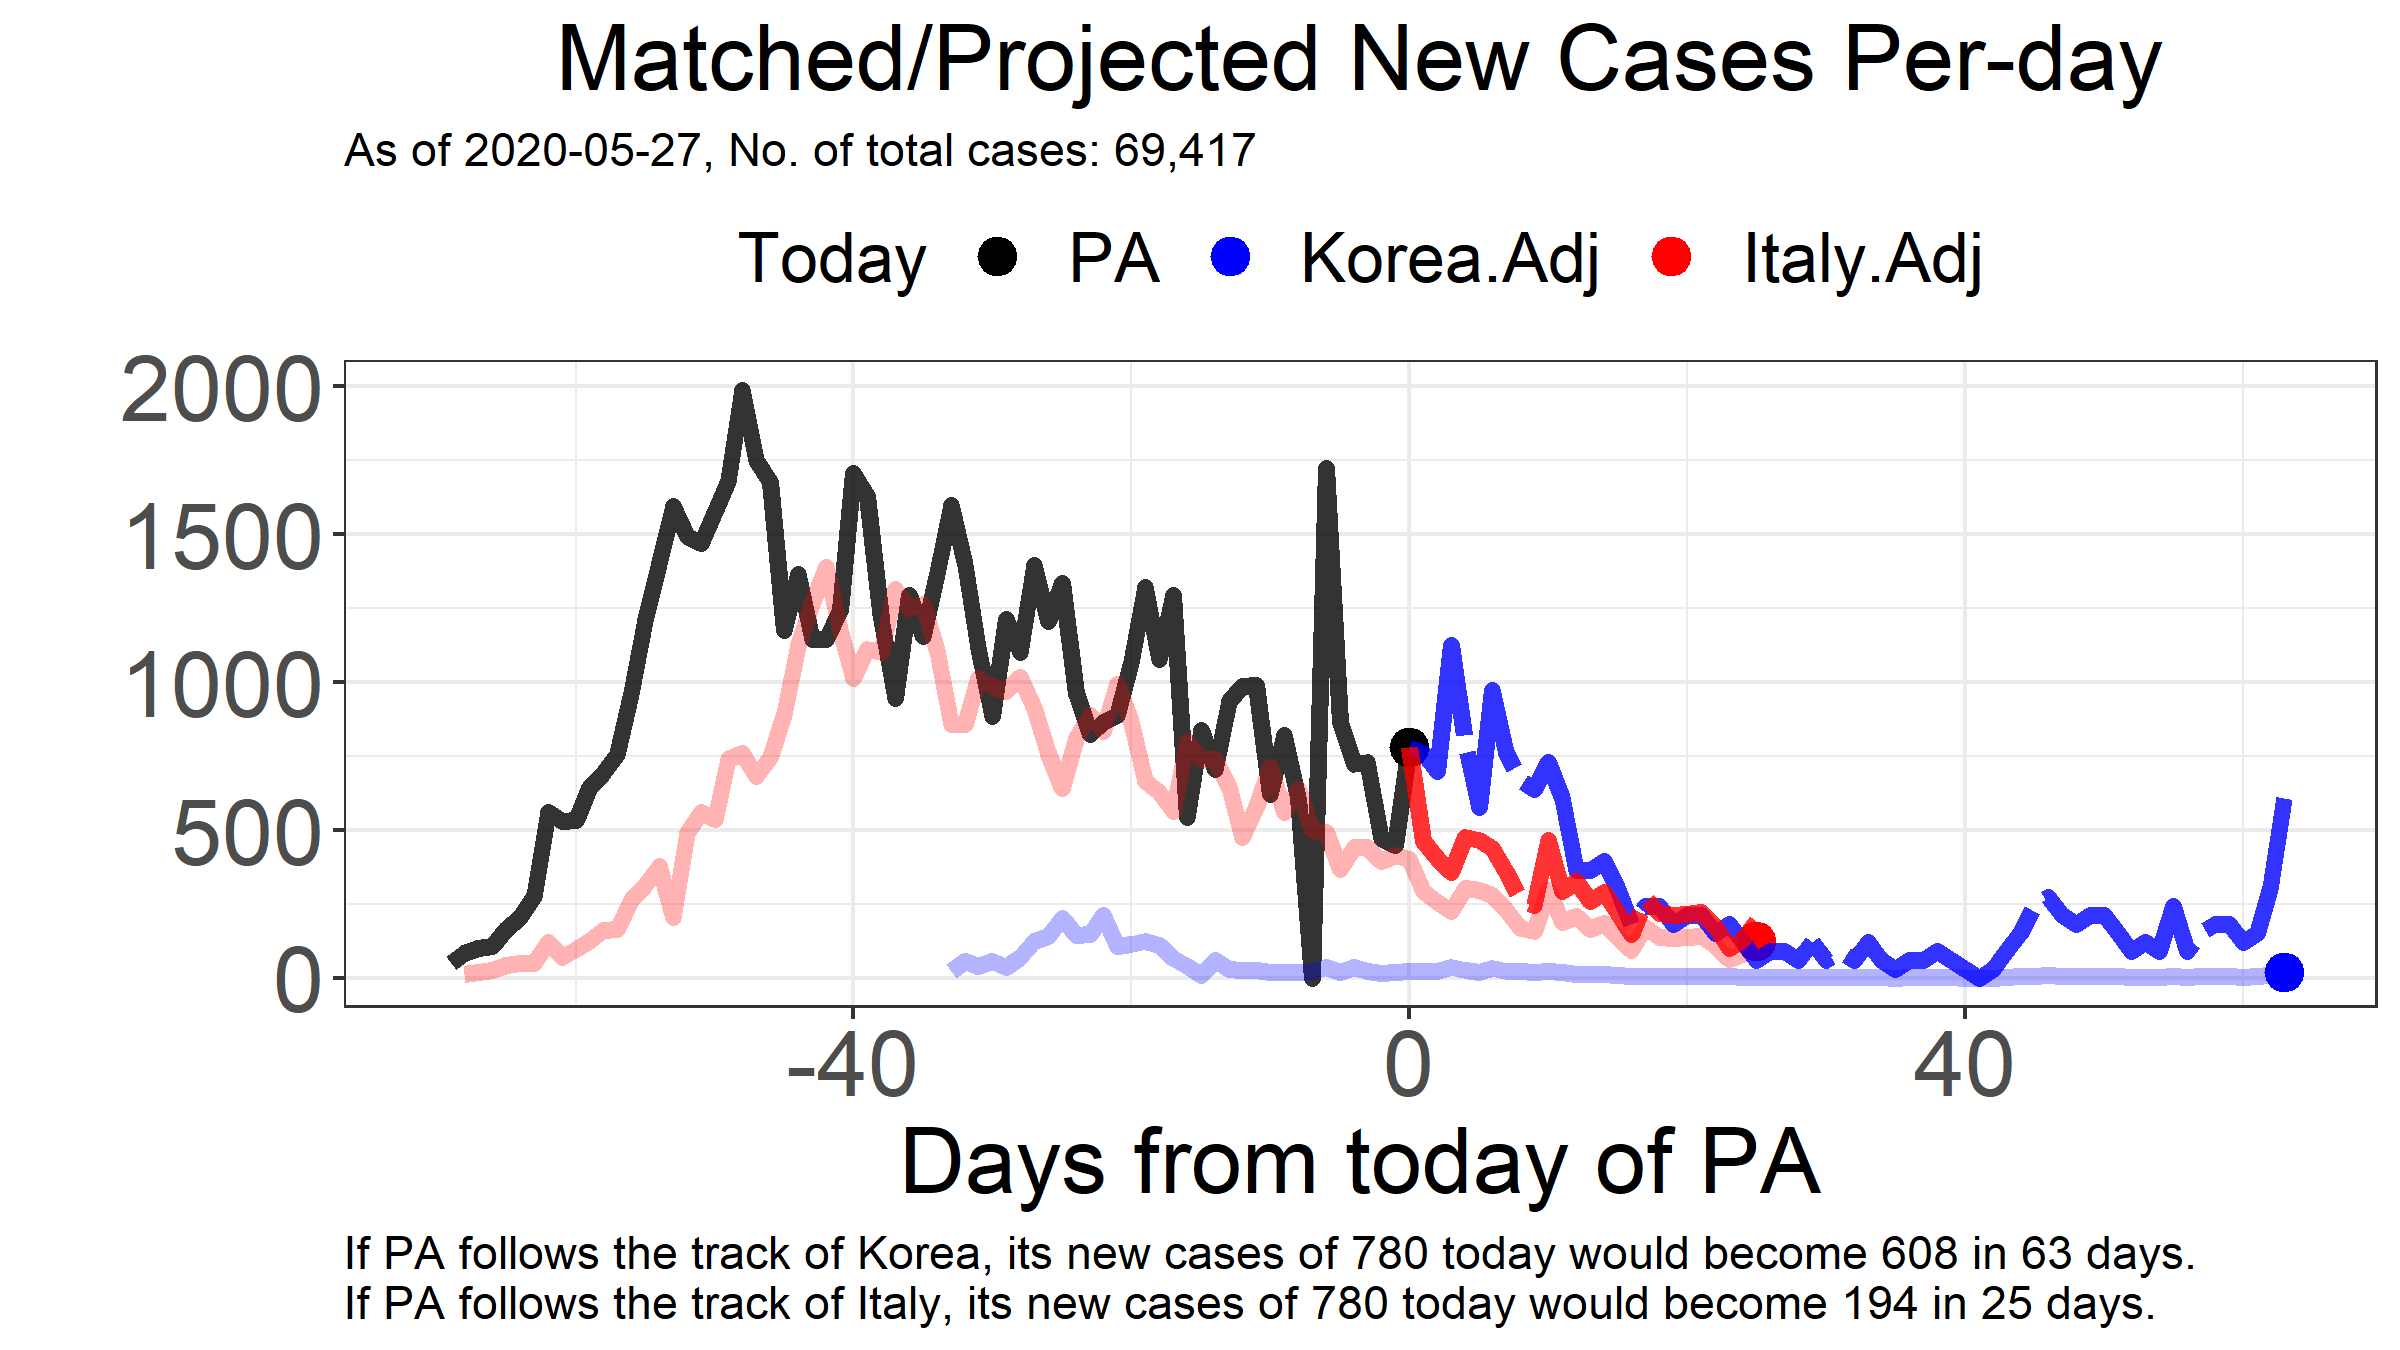 Matched/Projected New Cases Per-day
As of 2020-05-27, No. of total cases: 69,417
Today PA Korea.Adj Italy.Adj
2000
1500
1000
500
0
-40 0 40
Days from today of PA
If PA follows the track of Korea, its new cases of 780 today would become 608 in 63 days.
If PA follows the track of Italy, its new cases of 780 today would become 194 in 25 days.